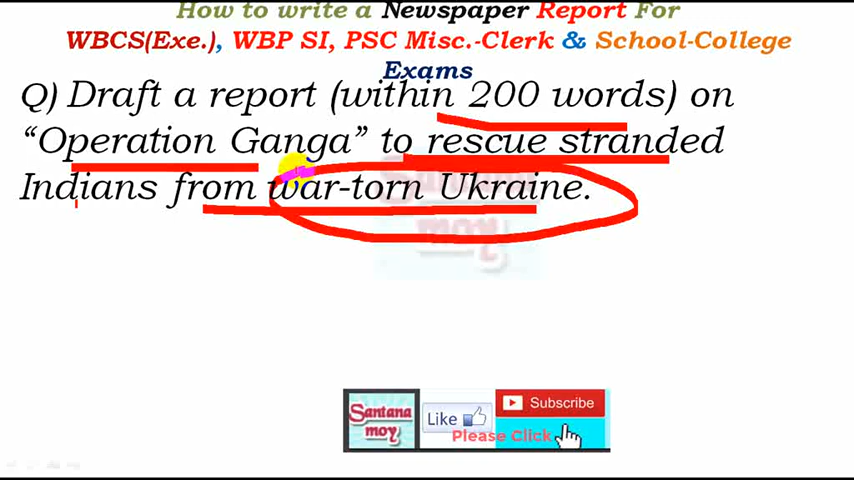 How to write a Newspaper Report For
WBCS(Exe.), WBP SI, PSC Misc.-Clerk & School-College
Exams
Q) Draft a report (within 200 words) on
“Operation Ganga” to rescue stranded
Indians from war-torn Ukraine.
Santana
moy
Santana
moy
Like
Subscribe
Please Click